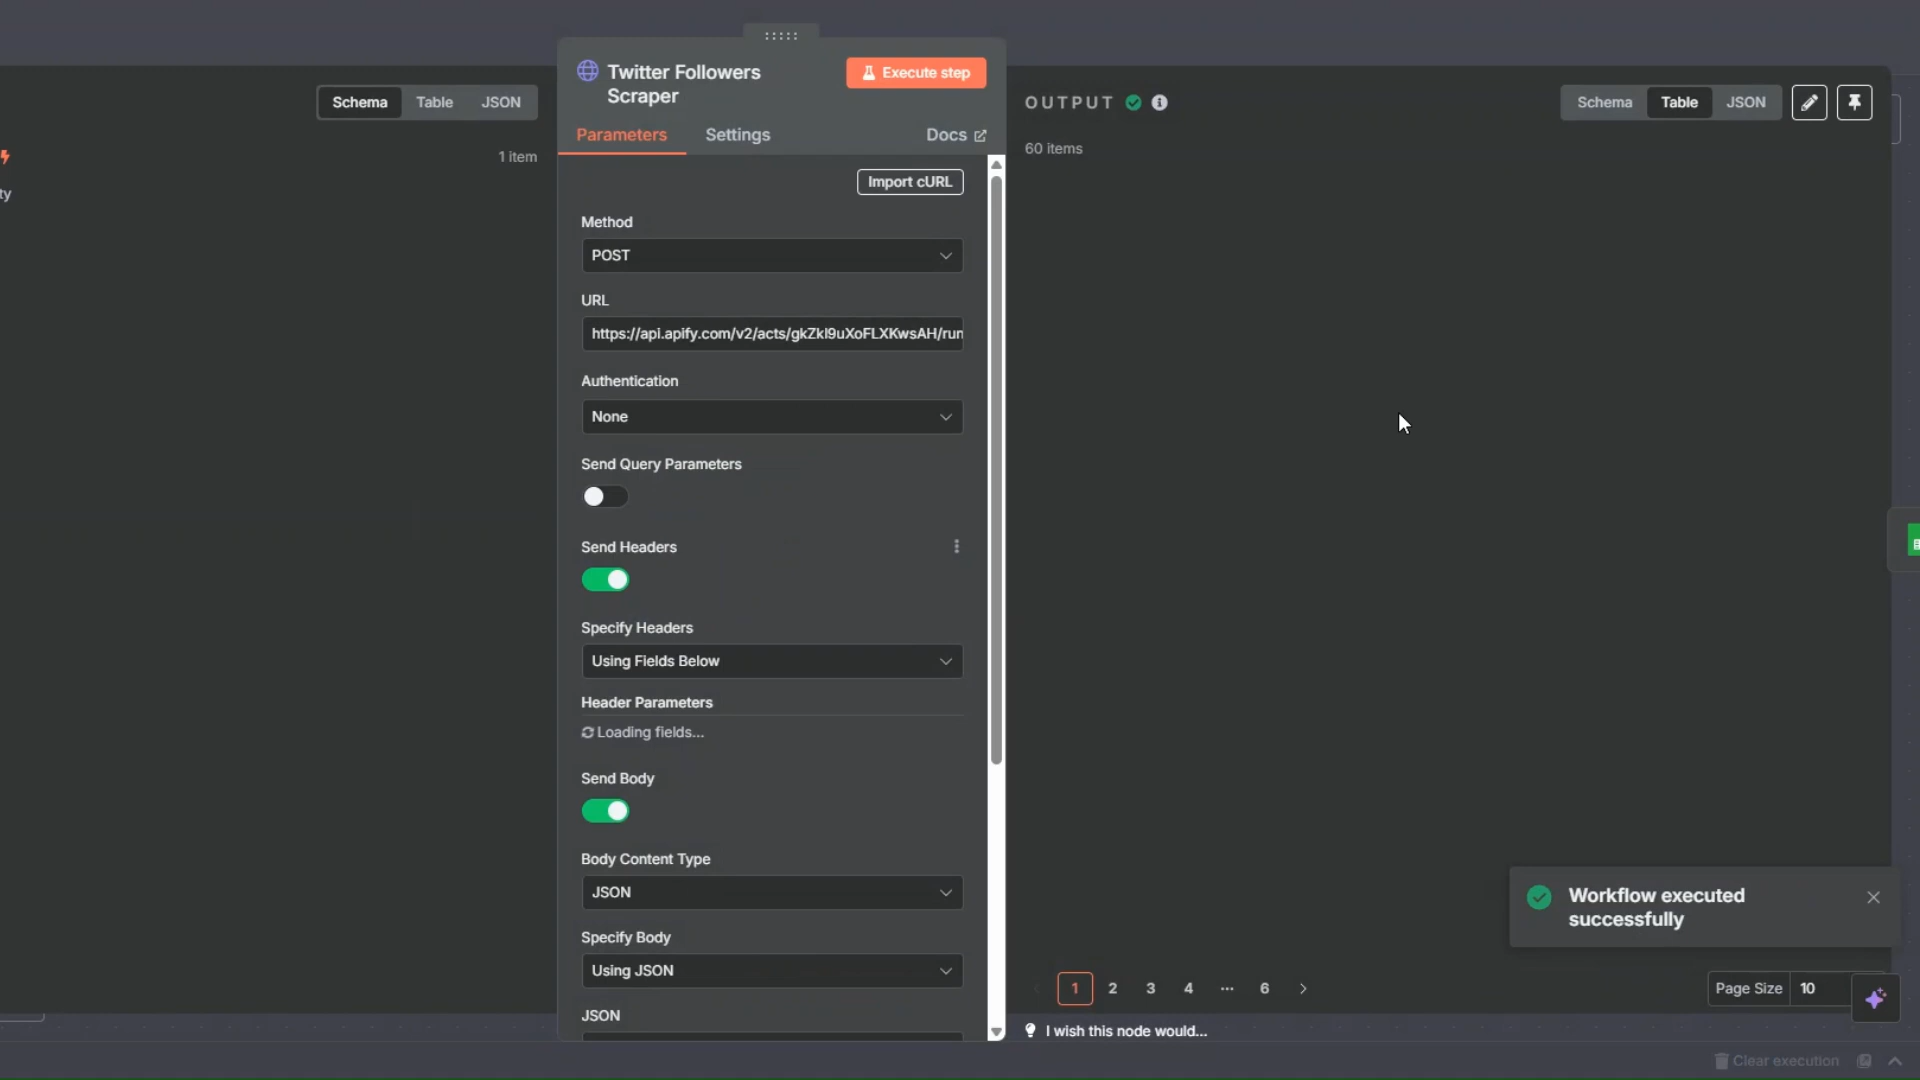 Schema Table JSON
1 item
ty
Twitter Followers
Scraper
Execute step
Parameters Settings Docs
Import cURL
Method
POST
URL
https://api.apify.com/v2/acts/gkZkl9uXoFLXKwsAH/run
Authentication
None
Send Query Parameters
Send Headers
Specify Headers
Using Fields Below
Header Parameters
Loading fields...
Send Body
Body Content Type
JSON
Specify Body
Using JSON
JSON
OUTPUT
Schema Table JSON
60 items
Workflow executed
successfully
1 2 3 4 ... 6
Page Size 10
I wish this node would...
Clear execution